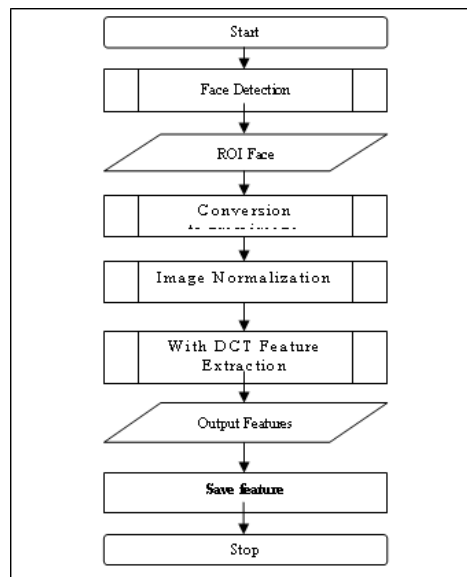 Start
Face Detection
ROI Face
Conversion
Image Normalization
With DCT Feature
Extraction
Output Features
Save feature
Stop